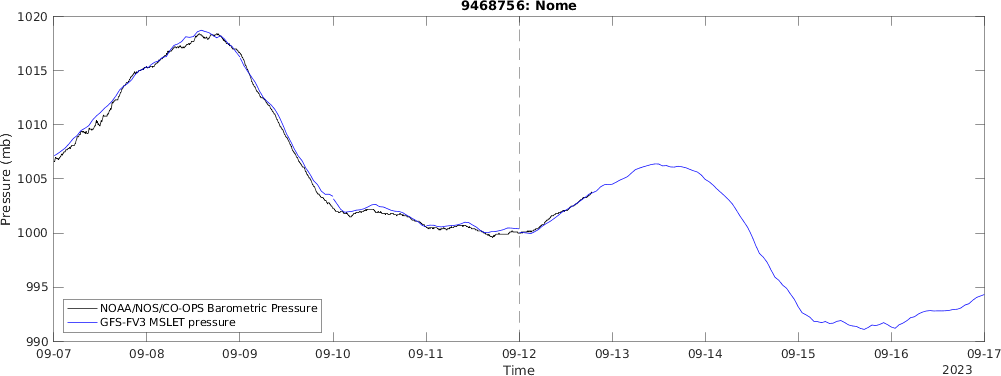 9468756: Nome
1020
1015
1010
1005
1000
995
990
Pressure (mb)
NOAA/NOS/CO-OPS Barometric Pressure
GFS-FV3 MSLET pressure
09-07 09-08 09-09 09-10 09-11 09-12 09-13 09-14 09-15 09-16 09-17
Time
2023